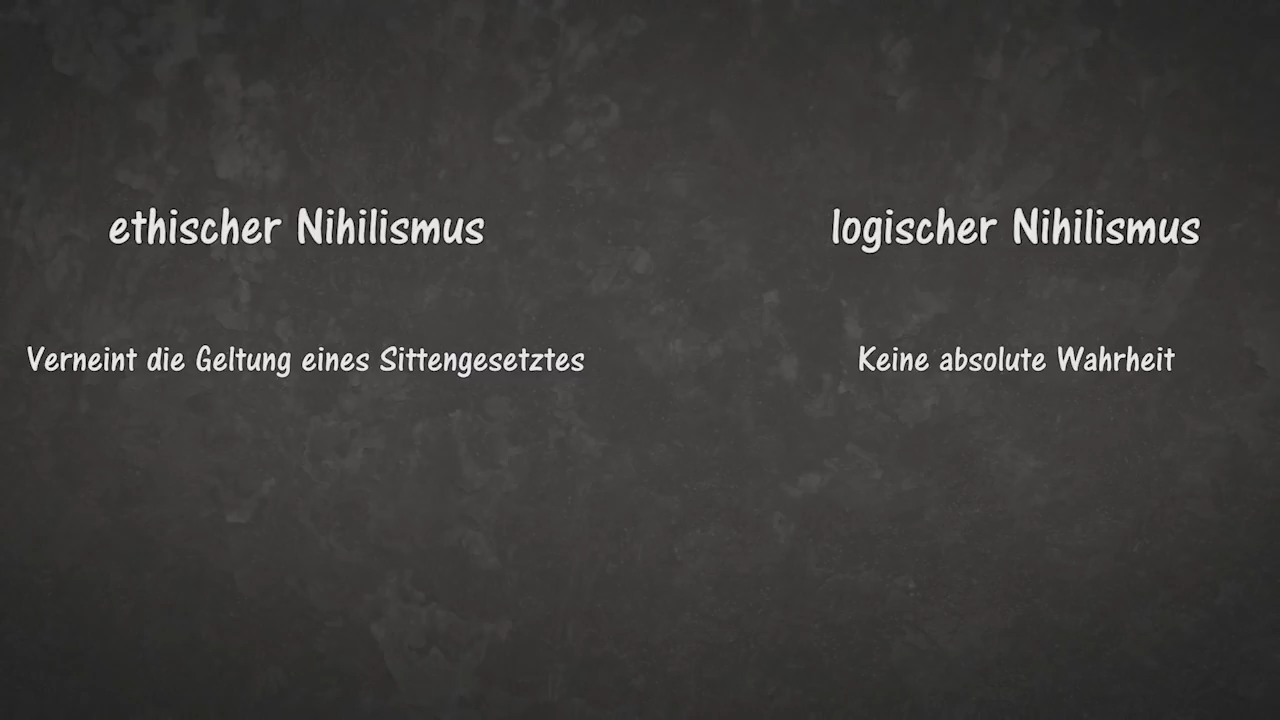 ethischer Nihilismus
logischer Nihilismus
Verneint die Geltung eines Sittengesetztes
Keine absolute Wahrheit